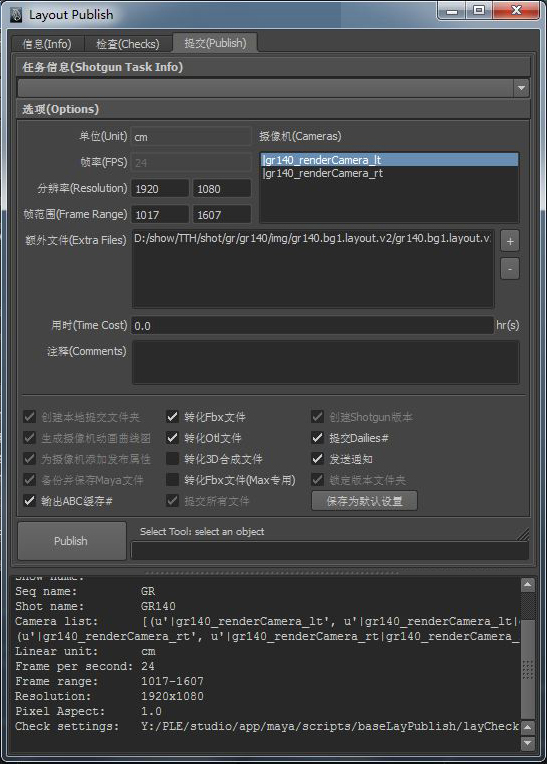 Layout Publish
信息(Info)
检查(Checks)
提交(Publish)
任务信息(Shotgun Task Info)
选项(Options)
单位(Unit) cm
摄像机(Cameras)
帧率(FPS) 24
|gr140_renderCamera_lt
|gr140_renderCamera_rt
分辨率(Resolution) 1920 1080
帧范围(Frame Range) 1017 1607
额外文件(Extra Files) D:/show/TTH/shot/gr/gr140/img/gr140.bg1.layout.v2/gr140.bg1.layout.v
+
-
用时(Time Cost) 0.0 hr(s)
注释(Comments)
创建本地提交文件夹 转化Fbx文件 创建Shotgun版本
生成摄像机动画曲线图 转化Otl文件 提交Dailies#
为摄像机添加发布属性 转化3D合成文件 发送通知
备份并保存Maya文件 转化Fbx文件(Max专用) 锁定版本文件夹
输出ABC缓存# 提交所有文件 保存为默认设置
Publish
Select Tool: select an object
Show name:
Seq name: GR
Shot name: GR140
Camera list: [(u'|gr140_renderCamera_lt', u'|gr140_renderCamera_lt|
(u'|gr140_renderCamera_rt', u'|gr140_renderCamera_rt|gr140_renderCamera_
Linear unit: cm
Frame per second: 24
Frame range: 1017-1607
Resolution: 1920x1080
Pixel Aspect: 1.0
Check settings: Y:/PLE/studio/app/maya/scripts/baseLayPublish/layCheck